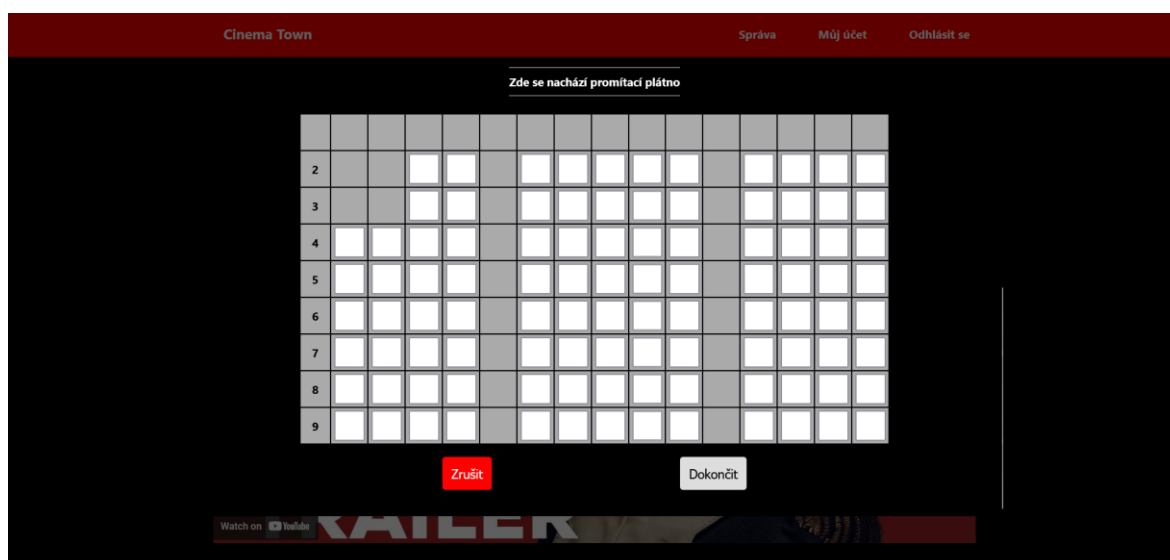 Cinema Town Správa Můj účet Odhlásit se
Zde se nachází promítací plátno
2
3
4
5
6
7
8
9
Zrušit Dokončit
Watch on YouTube
TRAILER